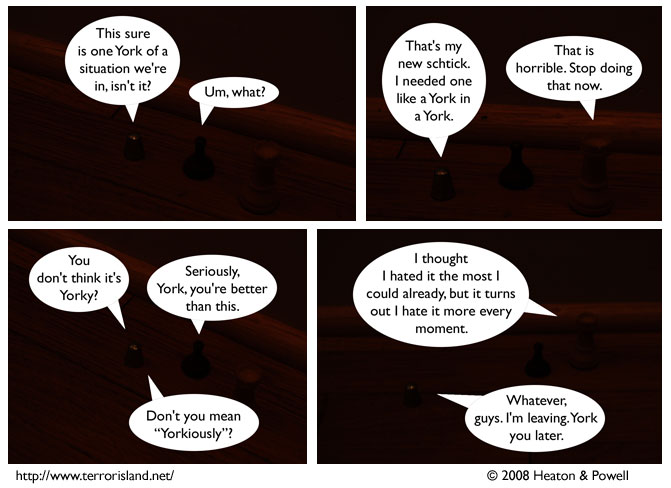 This sure
is one York of a
situation we're
in, isn't it?
Um, what?
That's my
new schtick.
I needed one
like a York in
a York.
That is
horrible. Stop doing
that now.
You
don't think it's
Yorky?
Seriously,
York, you're better
than this.
Don't you mean
“Yorkiously”?
I thought
I hated it the most I
could already, but it turns
out I hate it more every
moment.
Whatever,
guys. I'm leaving. York
you later.
http://www.terrorisland.net/
© 2008 Heaton & Powell